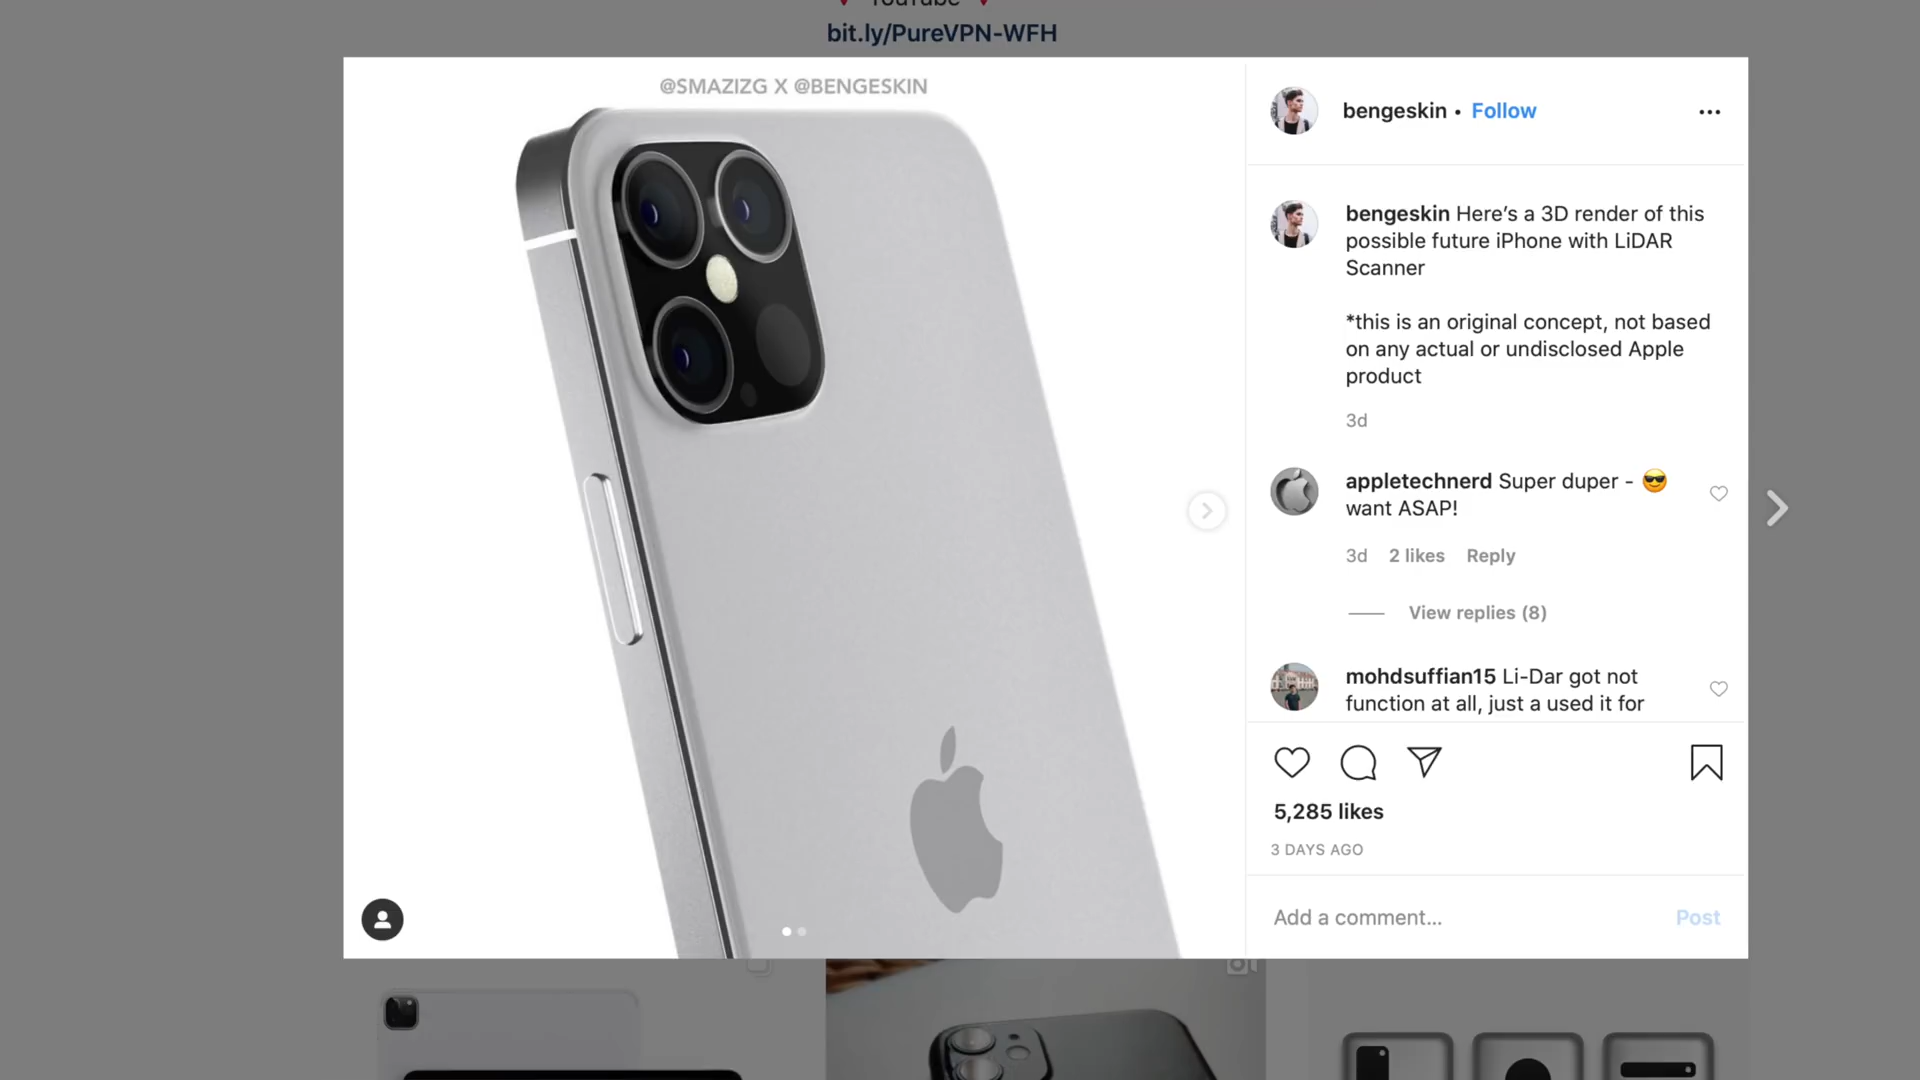 YouTube
bit.ly/PureVPN-WFH
@SMAZIZG X @BENGESKIN
bengeskin • Follow
bengeskin Here’s a 3D render of this
possible future iPhone with LiDAR
Scanner
*this is an original concept, not based
on any actual or undisclosed Apple
product
3d
appletechnerd Super duper - 😎
want ASAP!
3d 2 likes Reply
View replies (8)
mohdsuffian15 Li-Dar got not
function at all, just a used it for
5,285 likes
3 DAYS AGO
Add a comment...
Post